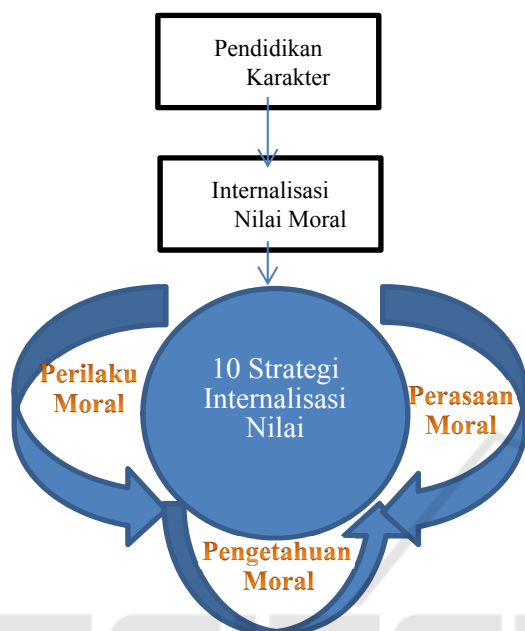 Pendidikan
Karakter
Internalisasi
Nilai Moral
10 Strategi
Internalisasi
Nilai
Perilaku
Moral
Perasaan
Moral
Pengetahuan
Moral